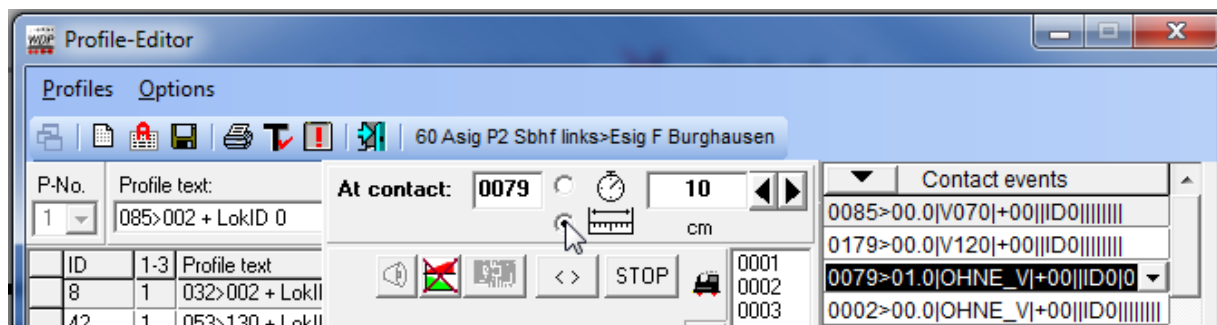 WDP Profile-Editor
Profiles Options
60 Asig P2 Sbhf links>Esig F Burghausen
P-No. Profile text:
1 085>002 + LokID 0
ID 1-3 Profile text
8 1 032>002 + LokI
42 1 053>130 + LokI
At contact: 0079 10
cm
< > STOP
0001
0002
0003
Contact events
0085>00.0|V070|+00||ID0||||||||
0179>00.0|V120|+00||ID0||||||||
0079>01.0|OHNE_V|+00||ID0|0
0002>00.0|OHNE_V|+00||ID0||||||||